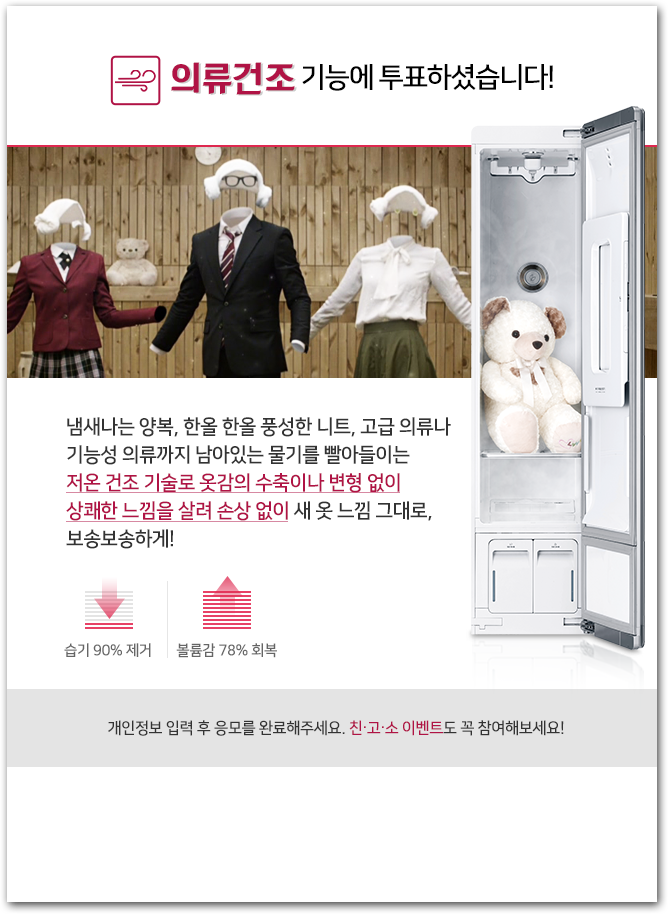 의류건조 기능에 투표하셨습니다!
냄새나는 양복, 한올 한올 풍성한 니트, 고급 의류나
기능성 의류까지 남아있는 물기를 빨아들이는
저온 건조 기술로 옷감의 수축이나 변형 없이
상쾌한 느낌을 살려 손상 없이 새 옷 느낌 그대로,
보송보송하게!
습기 90% 제거
볼륨감 78% 회복
개인정보 입력 후 응모를 완료해주세요. 친·고·소 이벤트도 꼭 참여해보세요!